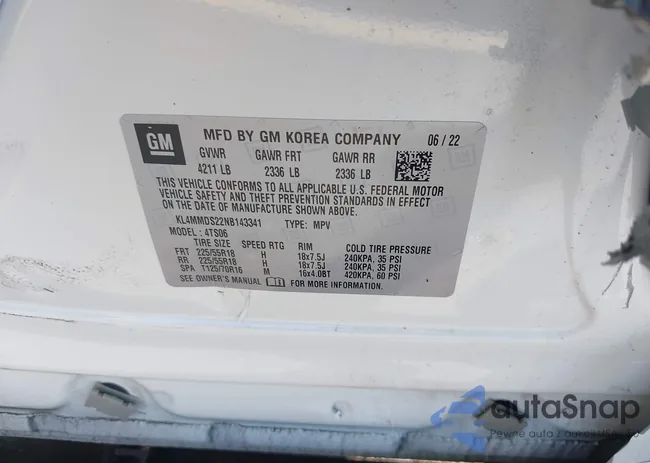 GM MFD BY GM KOREA COMPANY 06/22
GVWR GAWR FRT GAWR RR
4211 LB 2336 LB 2336 LB
THIS VEHICLE CONFORMS TO ALL APPLICABLE U.S. FEDERAL MOTOR
VEHICLE SAFETY AND THEFT PREVENTION STANDARDS IN EFFECT ON
THE DATE OF MANUFACTURE SHOWN ABOVE.
KL4MMDS22NB143341 TYPE: MPV
MODEL: 4TS06
TIRE SIZE SPEED RTG RIM COLD TIRE PRESSURE
FRT 225/55R18 H 18x7.5J 240KPA, 35 PSI
RR 225/55R18 H 18x7.5J 240KPA, 35 PSI
SPA T125/70R16 M 16x4.0BT 420KPA, 60 PSI
SEE OWNER'S MANUAL FOR MORE INFORMATION.
autaSnap
Pewne auto z